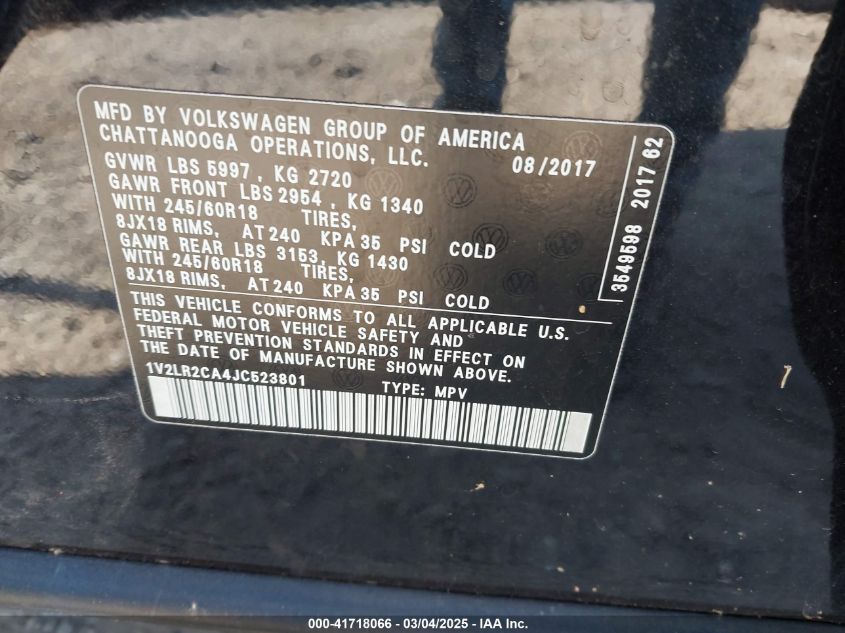 MFD BY VOLKSWAGEN GROUP OF AMERICA
CHATTANOOGA OPERATIONS, LLC. 08/2017
GVWR LBS 5997 , KG 2720
GAWR FRONT LBS 2954 , KG 1340
WITH 245/60R18 TIRES,
8JX18 RIMS, AT 240 KPA 35 PSI COLD
GAWR REAR LBS 3153, KG 1430
WITH 245/60R18 TIRES,
8JX18 RIMS, AT 240 KPA 35 PSI COLD
THIS VEHICLE CONFORMS TO ALL APPLICABLE U.S.
FEDERAL MOTOR VEHICLE SAFETY AND
THEFT PREVENTION STANDARDS IN EFFECT ON
THE DATE OF MANUFACTURE SHOWN ABOVE.
1V2LR2CA4JC523801 TYPE: MPV
3549598 2017 62
000-41718066 - 03/04/2025 - IAA Inc.